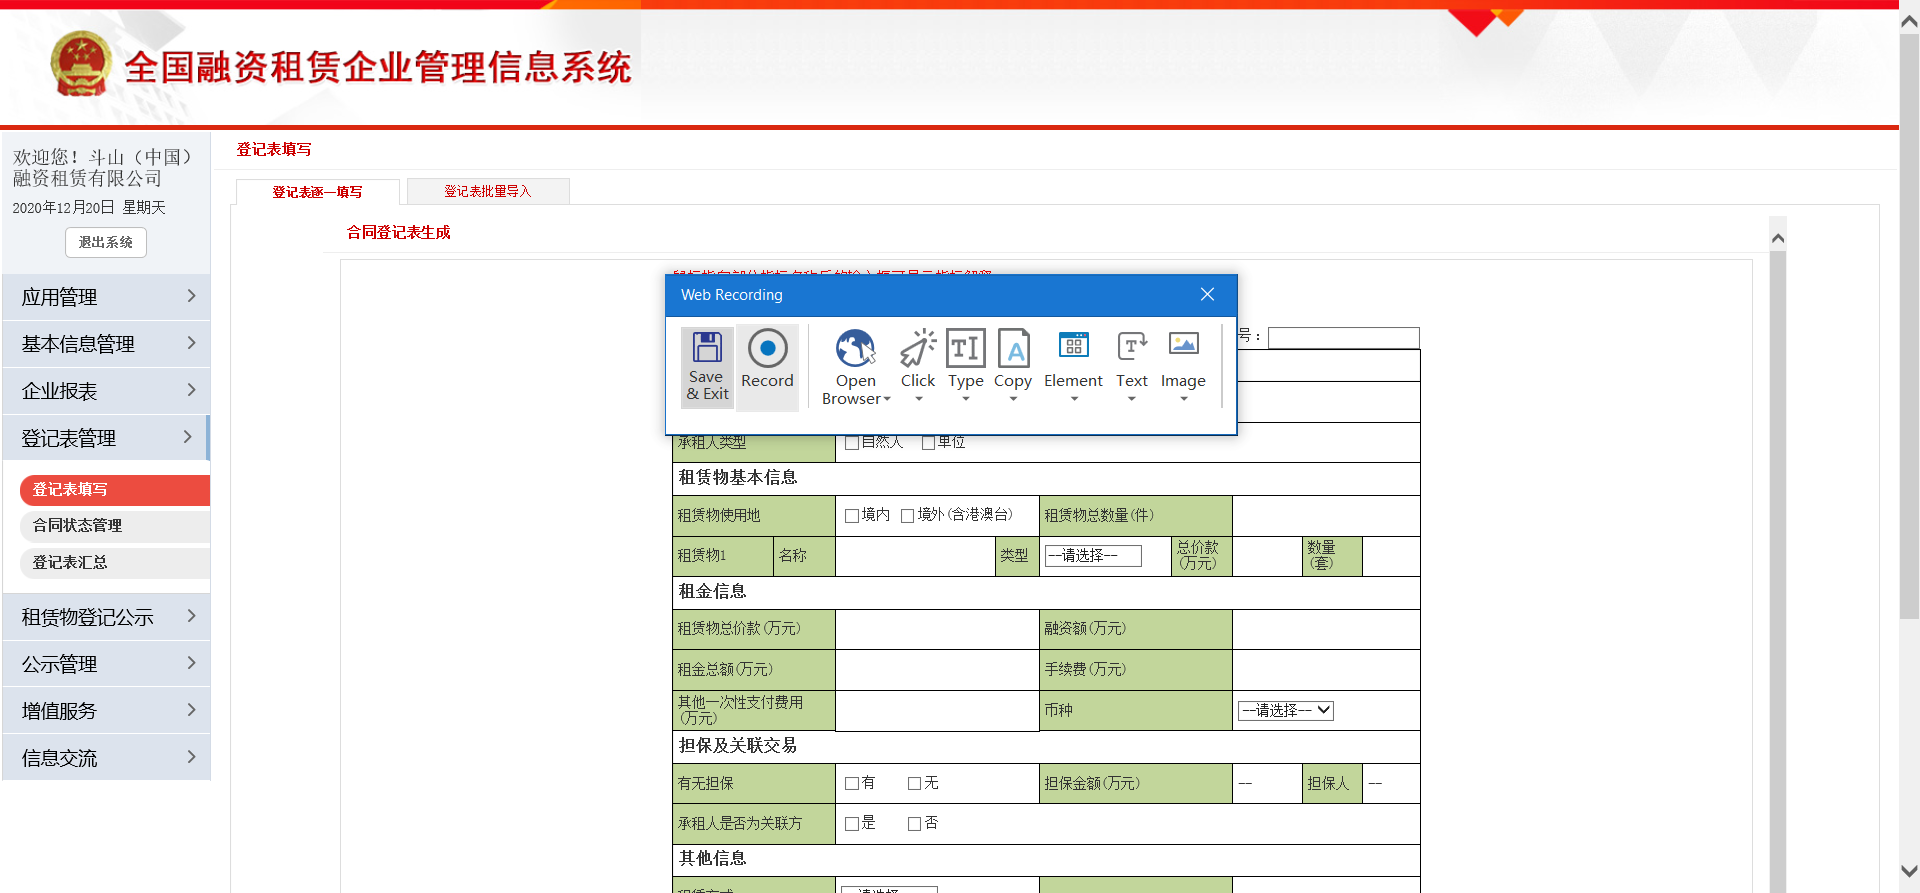 全国融资租赁企业管理信息系统
欢迎您！斗山（中国）
融资租赁有限公司
2020年12月20日 星期天
退出系统
应用管理
基本信息管理
企业报表
登记表管理
登记表填写
合同状态管理
登记表汇总
租赁物登记公示
公示管理
增值服务
信息交流
登记表填写
登记表逐一填写 登记表批量导入
合同登记表生成
Web Recording
Save & Exit
Record
Open Browser
Click
Type
Copy
Element
Text
Image
号：
承租人类型 自然人 单位
租赁物基本信息
租赁物使用地 境内 境外(含港澳台) 租赁物总数量(件)
租赁物1 名称 类型 --请选择-- 总价款(万元) 数量(套)
租金信息
租赁物总价款(万元) 融资额(万元)
租金总额(万元) 手续费(万元)
其他一次性支付费用(万元) 币种 --请选择--
担保及关联交易
有无担保 有 无 担保金额(万元) -- 担保人 --
承租人是否为关联方 是 否
其他信息